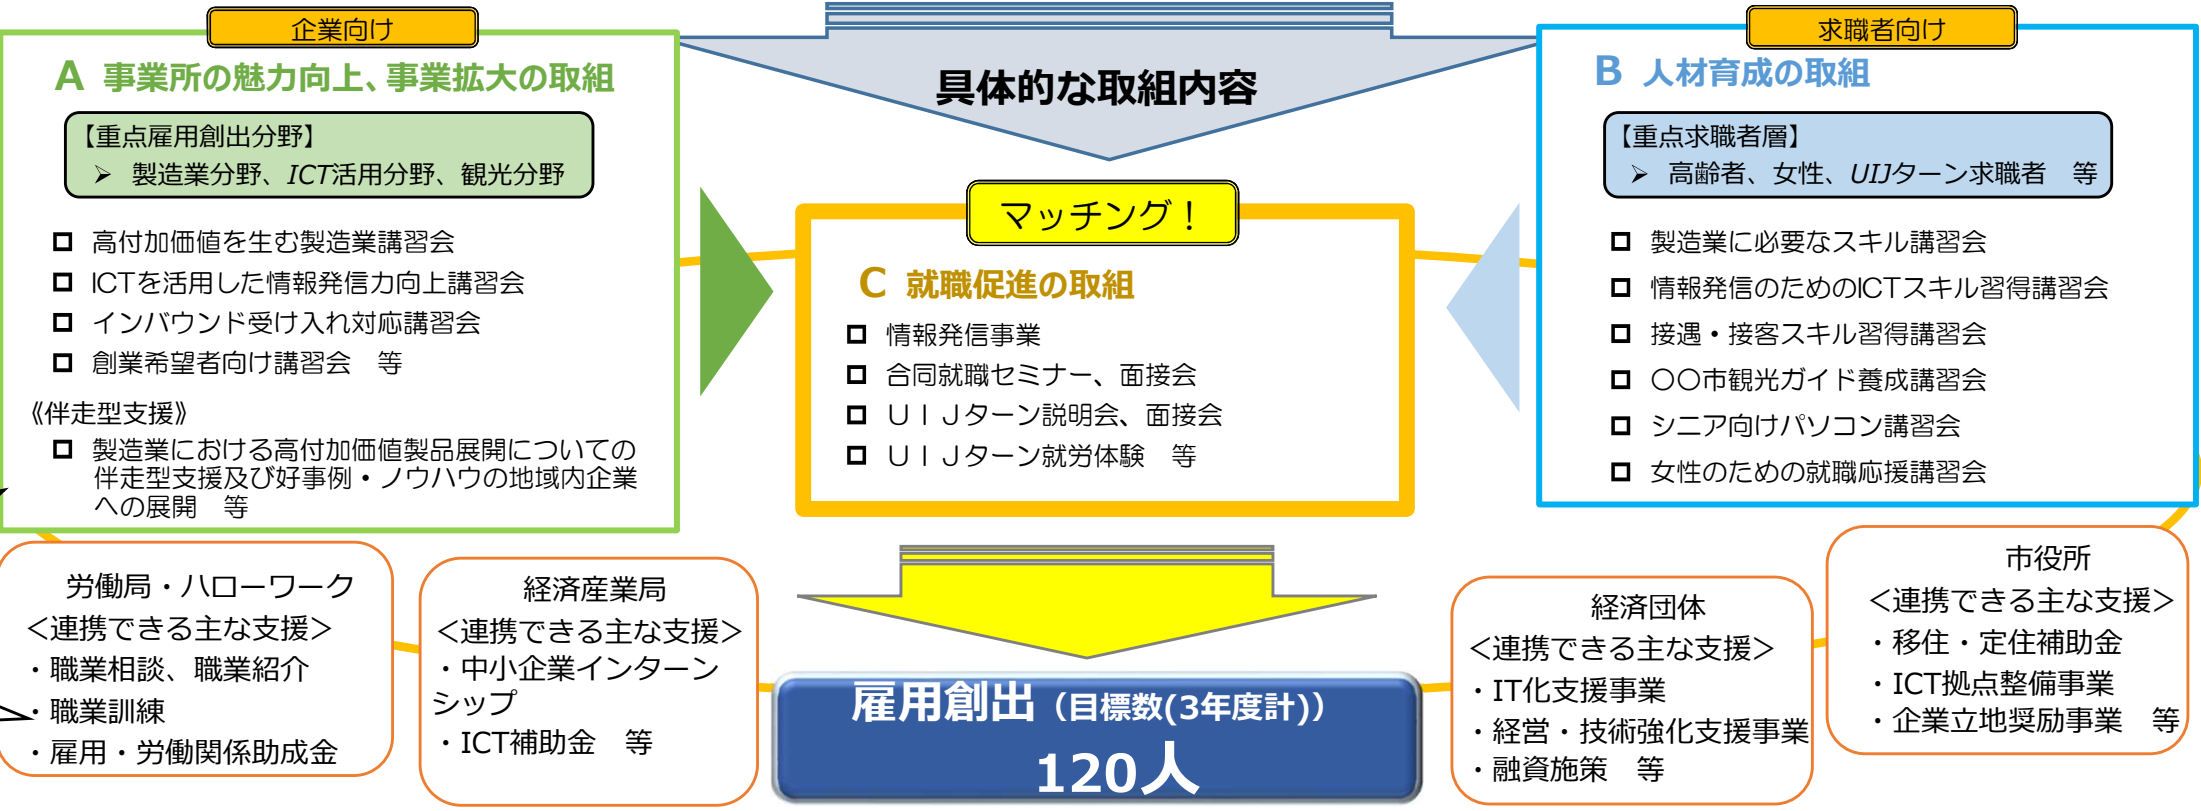 企業向け
A 事業所の魅力向上、事業拡大の取組
【重点雇用創出分野】
➢ 製造業分野、ICT活用分野、観光分野
□ 高付加価値を生む製造業講習会
□ ICTを活用した情報発信力向上講習会
□ インバウンド受け入れ対応講習会
□ 創業希望者向け講習会　等
《伴走型支援》
□ 製造業における高付加価値製品展開についての
伴走型支援及び好事例・ノウハウの地域内企業
への展開　等
具体的な取組内容
マッチング！
C 就職促進の取組
□ 情報発信事業
□ 合同就職セミナー、面接会
□ ＵＩＪターン説明会、面接会
□ ＵＩＪターン就労体験　等
求職者向け
B 人材育成の取組
【重点求職者層】
➢ 高齢者、女性、UIJターン求職者　等
□ 製造業に必要なスキル講習会
□ 情報発信のためのICTスキル習得講習会
□ 接遇・接客スキル習得講習会
□ 〇〇市観光ガイド養成講習会
□ シニア向けパソコン講習会
□ 女性のための就職応援講習会
労働局・ハローワーク
＜連携できる主な支援＞
・職業相談、職業紹介
・職業訓練
・雇用・労働関係助成金
経済産業局
＜連携できる主な支援＞
・中小企業インターン
シップ
・ICT補助金　等
雇用創出（目標数(3年度計)）
120人
経済団体
＜連携できる主な支援＞
・IT化支援事業
・経営・技術強化支援事業
・融資施策　等
市役所
＜連携できる主な支援＞
・移住・定住補助金
・ICT拠点整備事業
・企業立地奨励事業　等